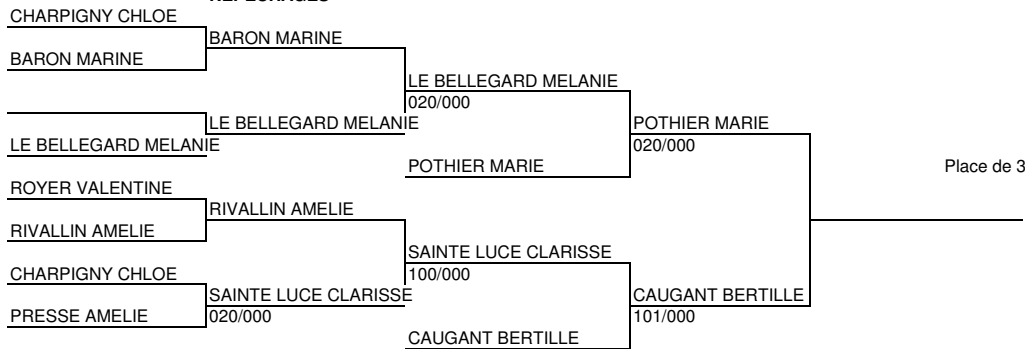 CHARPIGNY CHLOE
BARON MARINE
BARON MARINE
LE BELLEGARD MELANIE
020/000
LE BELLEGARD MELANIE
LE BELLEGARD MELANIE
POTHIER MARIE
020/000
POTHIER MARIE
Place de 3
ROYER VALENTINE
RIVALLIN AMELIE
RIVALLIN AMELIE
SAINTE LUCE CLARISSE
100/000
CHARPIGNY CHLOE
SAINTE LUCE CLARISSE
020/000
CAUGANT BERTILLE
101/000
PRESSE AMELIE
CAUGANT BERTILLE